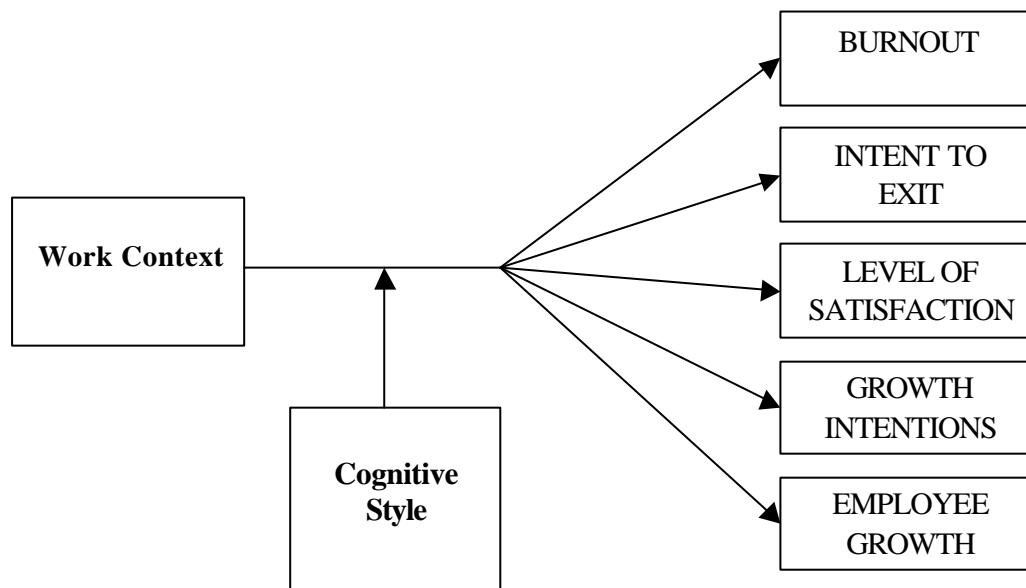 BURNOUT
INTENT TO
EXIT
Work Context
LEVEL OF
SATISFACTION
GROWTH
INTENTIONS
Cognitive
Style
EMPLOYEE
GROWTH